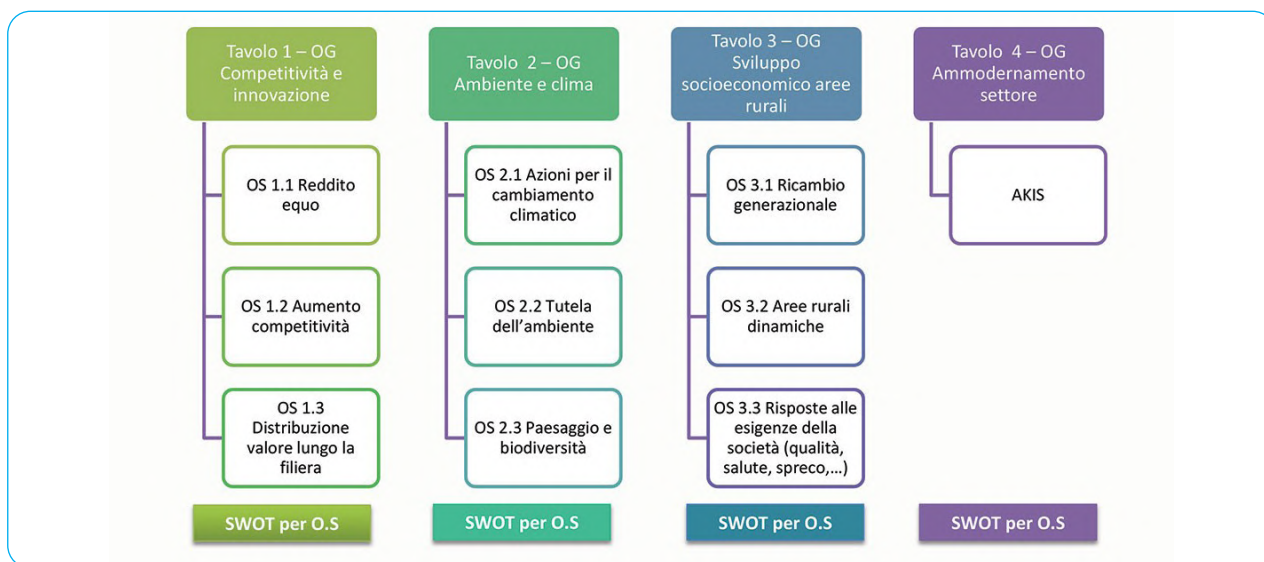 Tavolo 1 – OG
Competitività e
innovazione
OS 1.1 Reddito
equo
OS 1.2 Aumento
competitività
OS 1.3
Distribuzione
valore lungo la
filiera
SWOT per O.S
Tavolo 2 – OG
Ambiente e clima
OS 2.1 Azioni per il
cambiamento
climatico
OS 2.2 Tutela
dell’ambiente
OS 2.3 Paesaggio e
biodiversità
SWOT per O.S
Tavolo 3 – OG
Sviluppo
socioeconomico aree
rurali
OS 3.1 Ricambio
generazionale
OS 3.2 Aree rurali
dinamiche
OS 3.3 Risposte alle
esigenze della
società (qualità,
salute, spreco,…)
SWOT per O.S
Tavolo 4 – OG
Ammodernamento
settore
AKIS
SWOT per O.S